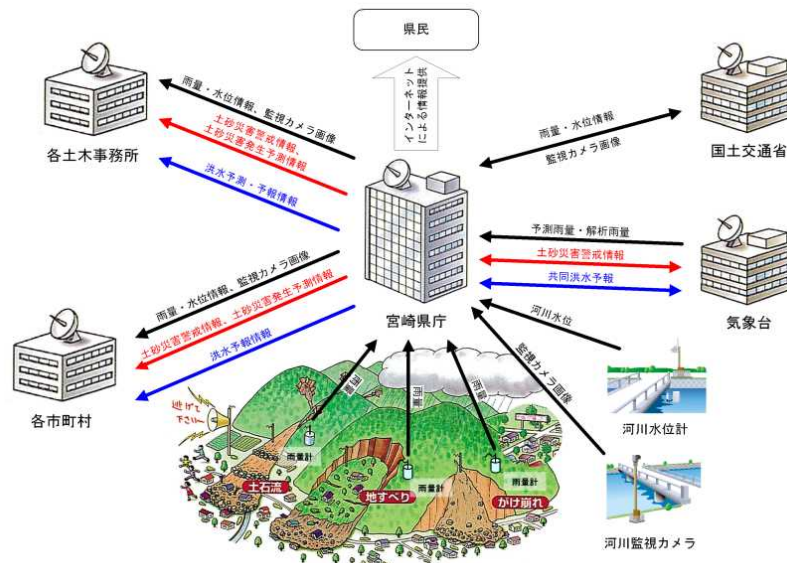 県民
インターネット
による情報提供
各土木事務所
雨量・水位情報、監視カメラ画像
土砂災害警戒情報、
土砂災害発生予測情報
洪水予測・予報情報
雨量・水位情報
監視カメラ画像
国土交通省
予測雨量・解析雨量
土砂災害警戒情報
共同洪水予報
気象台
宮崎県庁
雨量・水位情報、監視カメラ画像
土砂災害警戒情報、土砂災害発生予測情報
洪水予報情報
各市町村
河川水位
監視カメラ画像
河川水位計
河川監視カメラ
雨量
雨量
雨量
逃げて
下さい
雨量計
雨量計
雨量計
土石流
地すべり
がけ崩れ